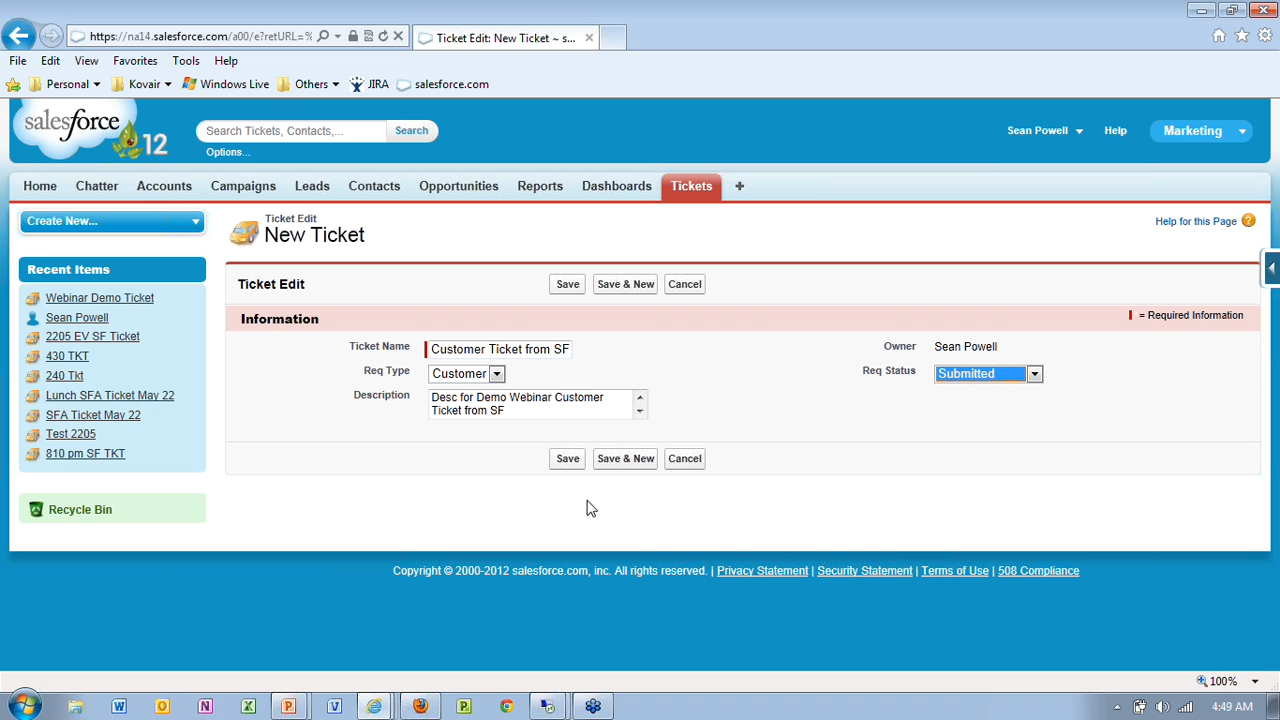 https://na14.salesforce.com/a00/e?retURL=%
Ticket Edit: New Ticket ~ s...
File Edit View Favorites Tools Help
Personal Kovair Windows Live Others JIRA salesforce.com
salesforce
12
Search Tickets, Contacts,... Search
Options...
Sean Powell Help Marketing
Home Chatter Accounts Campaigns Leads Contacts Opportunities Reports Dashboards Tickets +
Create New...
Recent Items
Webinar Demo Ticket
Sean Powell
2205 EV SF Ticket
430 TKT
240 Tkt
Lunch SFA Ticket May 22
SFA Ticket May 22
Test 2205
810 pm SF TKT
Recycle Bin
Ticket Edit
New Ticket
Help for this Page ?
Ticket Edit Save Save & New Cancel
Information = Required Information
Ticket Name Customer Ticket from SF Owner Sean Powell
Req Type Customer Req Status Submitted
Description Desc for Demo Webinar Customer
Ticket from SF
Save Save & New Cancel
Copyright © 2000-2012 salesforce.com, inc. All rights reserved. | Privacy Statement | Security Statement | Terms of Use | 508 Compliance
100%
4:49 AM